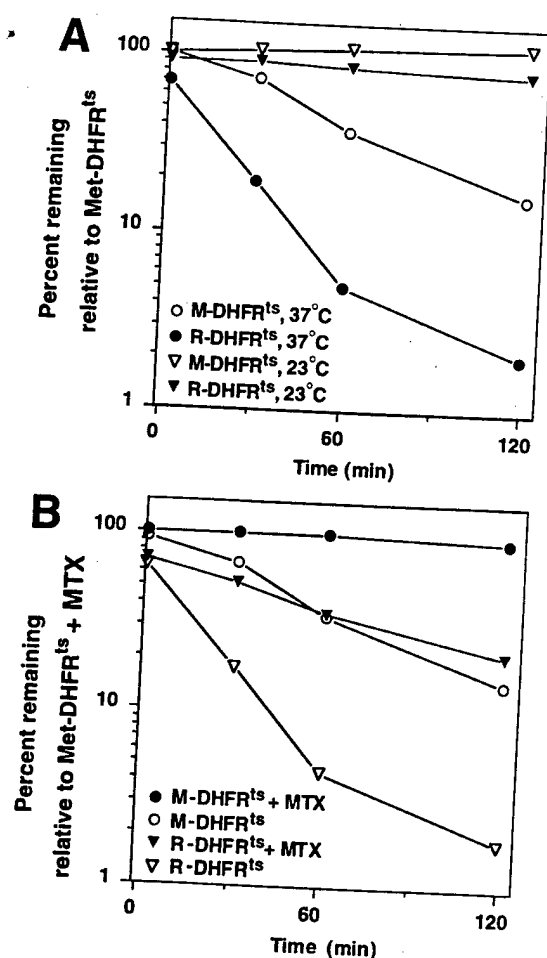 A
Percent remaining
relative to Met-DHFRts
100
10
1
○ M-DHFRts, 37°C
● R-DHFRts, 37°C
▽ M-DHFRts, 23°C
▼ R-DHFRts, 23°C
0
60
120
Time (min)
B
Percent remaining
relative to Met-DHFRts + MTX
100
10
1
● M-DHFRts + MTX
○ M-DHFRts
▼ R-DHFRts + MTX
▽ R-DHFRts
0
60
120
Time (min)